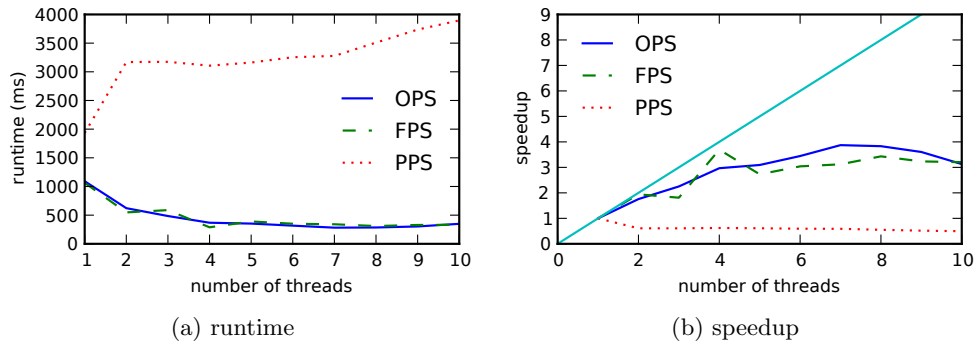 4000
3500
3000
2500
2000
1500
1000
500
0
runtime (ms)
OPS
FPS
PPS
1 2 3 4 5 6 7 8 9 10
number of threads
(a) runtime
9
8
7
6
5
4
3
2
1
0
speedup
OPS
FPS
PPS
0 2 4 6 8 10
number of threads
(b) speedup